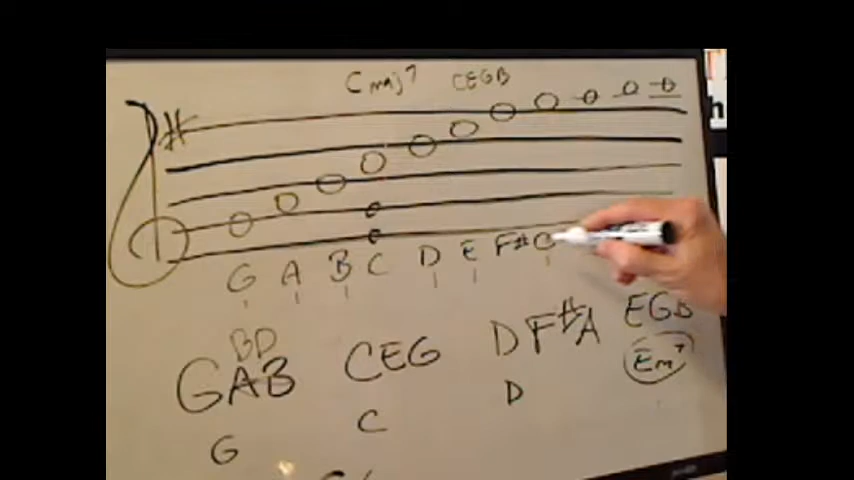 Cmaj7 CEGB
#
h
G A B C D E F# G
BD
GAB CEG DF#A EGB
G C D Em7